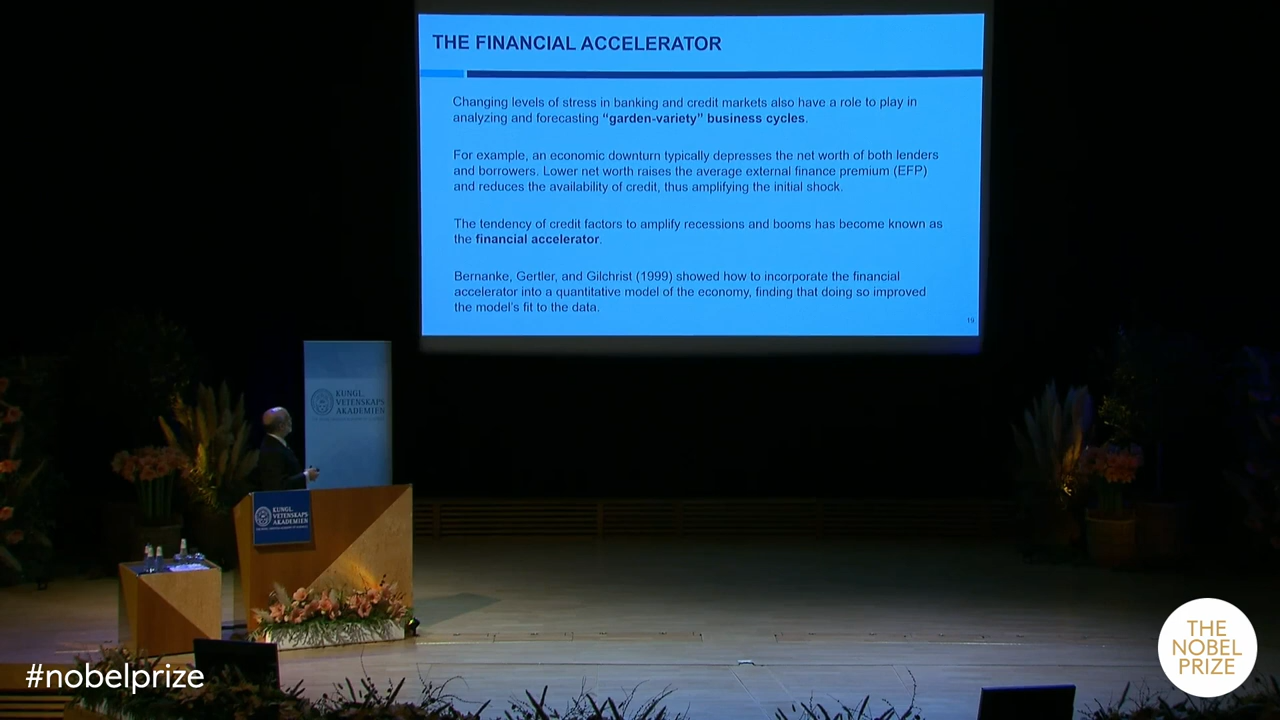 THE FINANCIAL ACCELERATOR
Changing levels of stress in banking and credit markets also have a role to play in
analyzing and forecasting “garden-variety” business cycles.
For example, an economic downturn typically depresses the net worth of both lenders
and borrowers. Lower net worth raises the average external finance premium (EFP)
and reduces the availability of credit, thus amplifying the initial shock.
The tendency of credit factors to amplify recessions and booms has become known as
the financial accelerator.
Bernanke, Gertler, and Gilchrist (1999) showed how to incorporate the financial
accelerator into a quantitative model of the economy, finding that doing so improved
the model’s fit to the data.
19
KUNGL.
VETENSKAPS
AKADEMIEN
KUNGL.
VETENSKAPS
AKADEMIEN
#nobelprize
THE
NOBEL
PRIZE